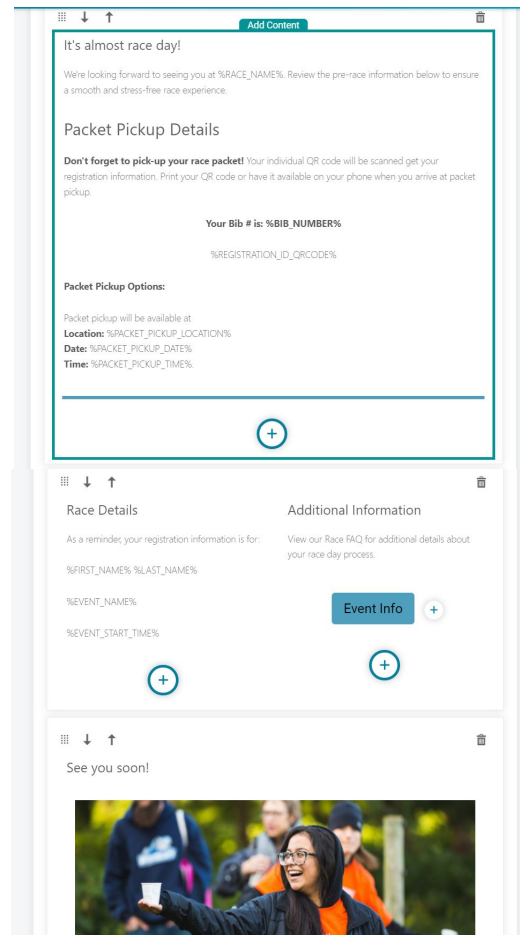 Add Content
It's almost race day!
We're looking forward to seeing you at %RACE_NAME%. Review the pre-race information below to ensure
a smooth and stress-free race experience.
Packet Pickup Details
Don't forget to pick-up your race packet! Your individual QR code will be scanned get your
registration information. Print your QR code or have it available on your phone when you arrive at packet
pickup.
Your Bib # is: %BIB_NUMBER%
%REGISTRATION_ID_QRCODE%
Packet Pickup Options:
Packet pickup will be available at
Location: %PACKET_PICKUP_LOCATION%
Date: %PACKET_PICKUP_DATE%
Time: %PACKET_PICKUP_TIME%.
Race Details
As a reminder, your registration information is for:
%FIRST_NAME% %LAST_NAME%
%EVENT_NAME%
%EVENT_START_TIME%
Additional Information
View our Race FAQ for additional details about
your race day process.
Event Info
See you soon!